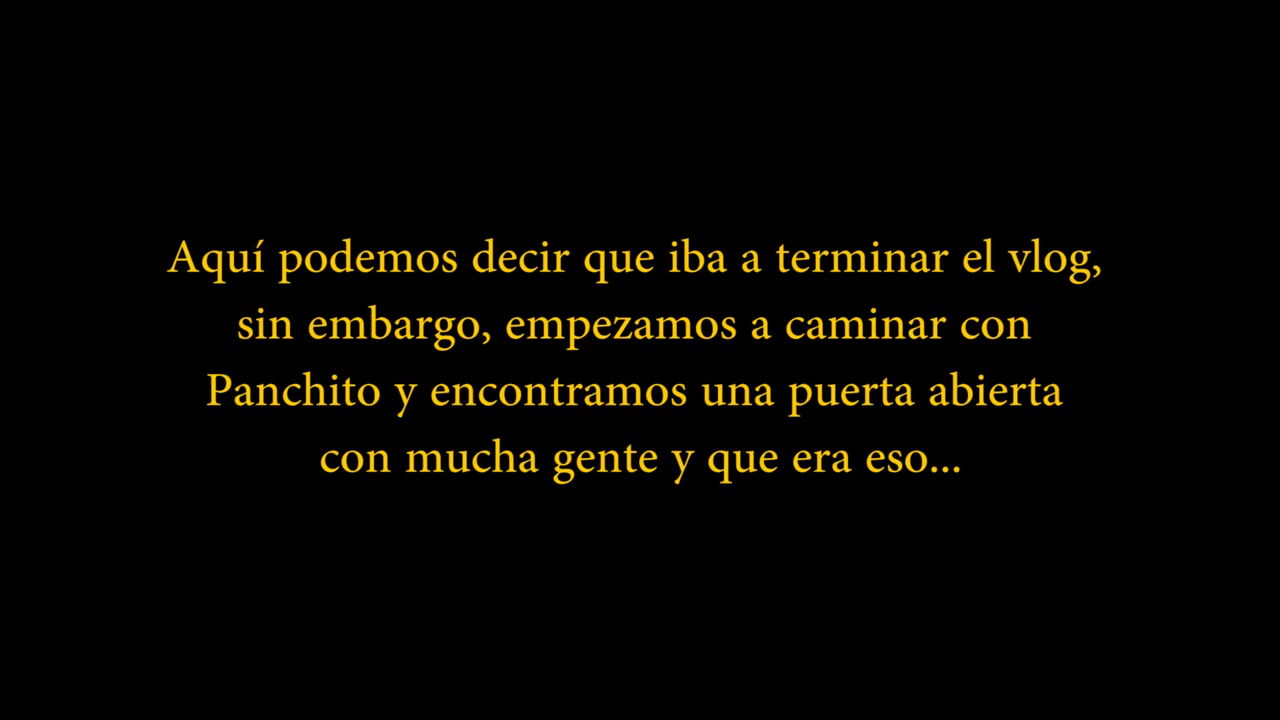 Aquí podemos decir que iba a terminar el vlog,
sin embargo, empezamos a caminar con
Panchito y encontramos una puerta abierta
con mucha gente y que era eso...